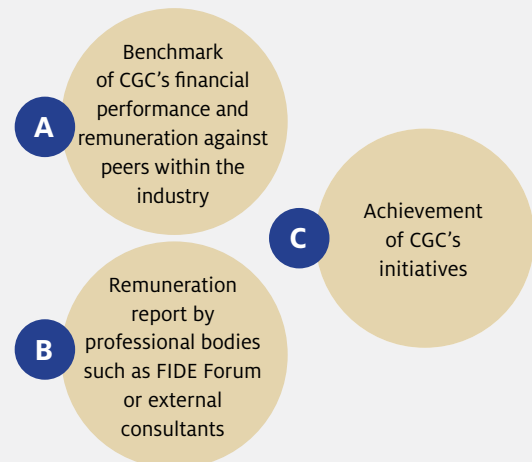 A
Benchmark
of CGC’s financial
performance and
remuneration against
peers within the
industry
B
Remuneration
report by
professional bodies
such as FIDE Forum
or external
consultants
C
Achievement
of CGC’s
initiatives